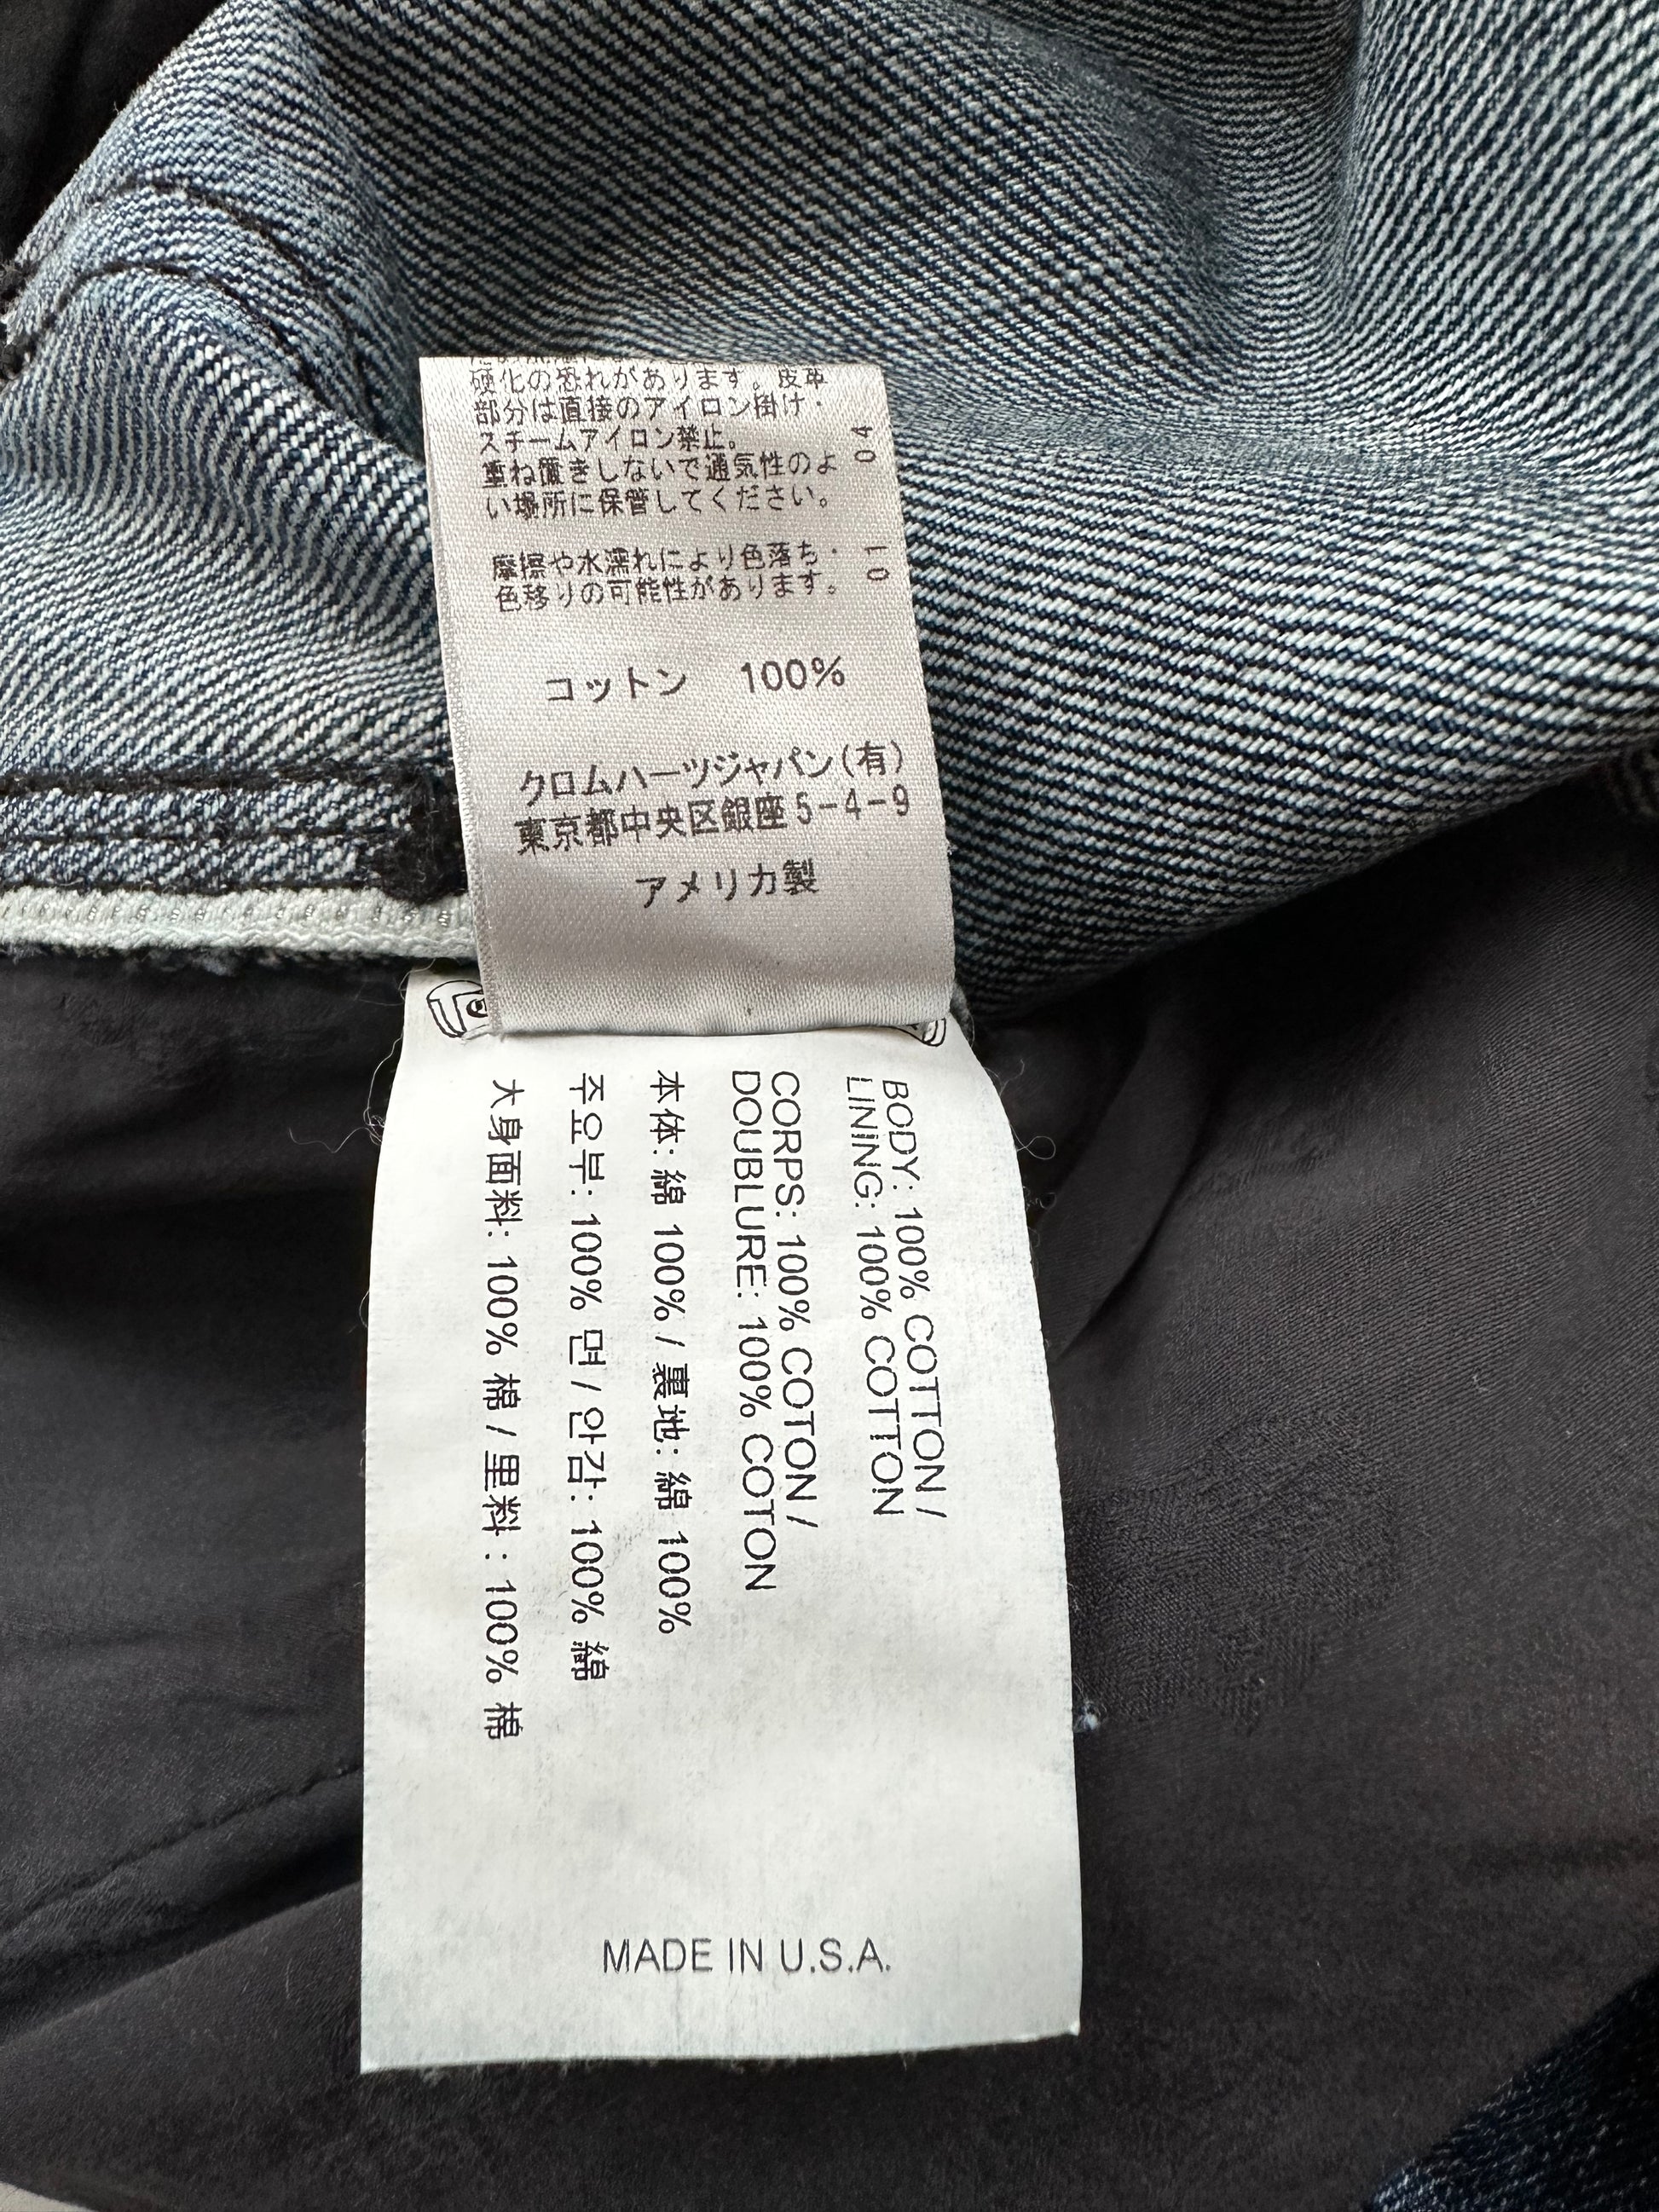 硬化の恐れがあります。皮革
部分は直接のアイロン掛け・
スチームアイロン禁止。
重ね置きしないで通気性のよ
い場所に保管してください。
摩擦や水濡れにより色落ち・
色移りの可能性があります。
04
01
コットン 100%
クロムハーツジャパン(有)
東京都中央区銀座5-4-9
アメリカ製
BODY: 100% COTTON /
LINING: 100% COTTON
CORPS: 100% COTON /
DOUBLURE: 100% COTON
本体: 綿 100% / 裏地: 綿 100%
주요부: 100% 면 / 안감: 100% 綿
大身面料: 100% 棉 / 里料 : 100% 棉
MADE IN U.S.A.